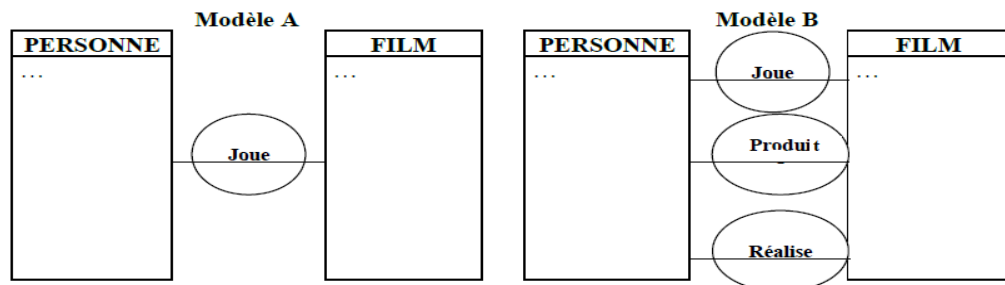 Modèle A
PERSONNE
...
Joue
FILM
...
Modèle B
PERSONNE
...
Joue
Produit
Réalise
FILM
...